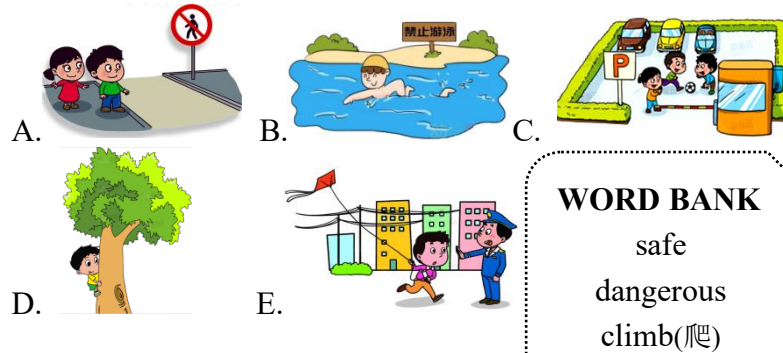 禁止游泳
P
A.
B.
C.
WORD BANK
safe
dangerous
climb(爬)
D.
E.